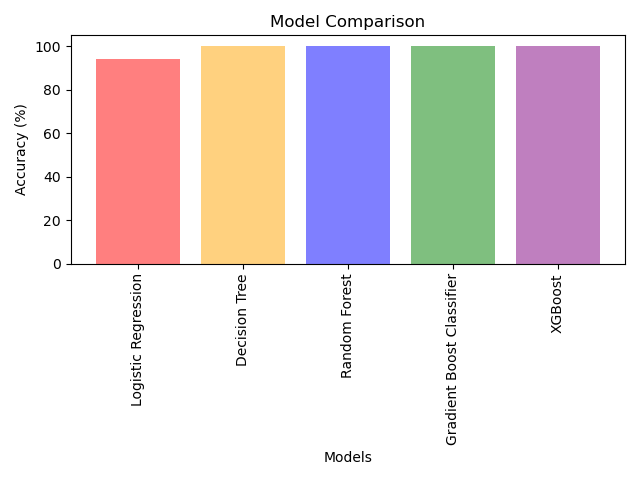 Model Comparison
Accuracy (%)
100
80
60
40
20
0
Logistic Regression
Decision Tree
Random Forest
Gradient Boost Classifier
XGBoost
Models